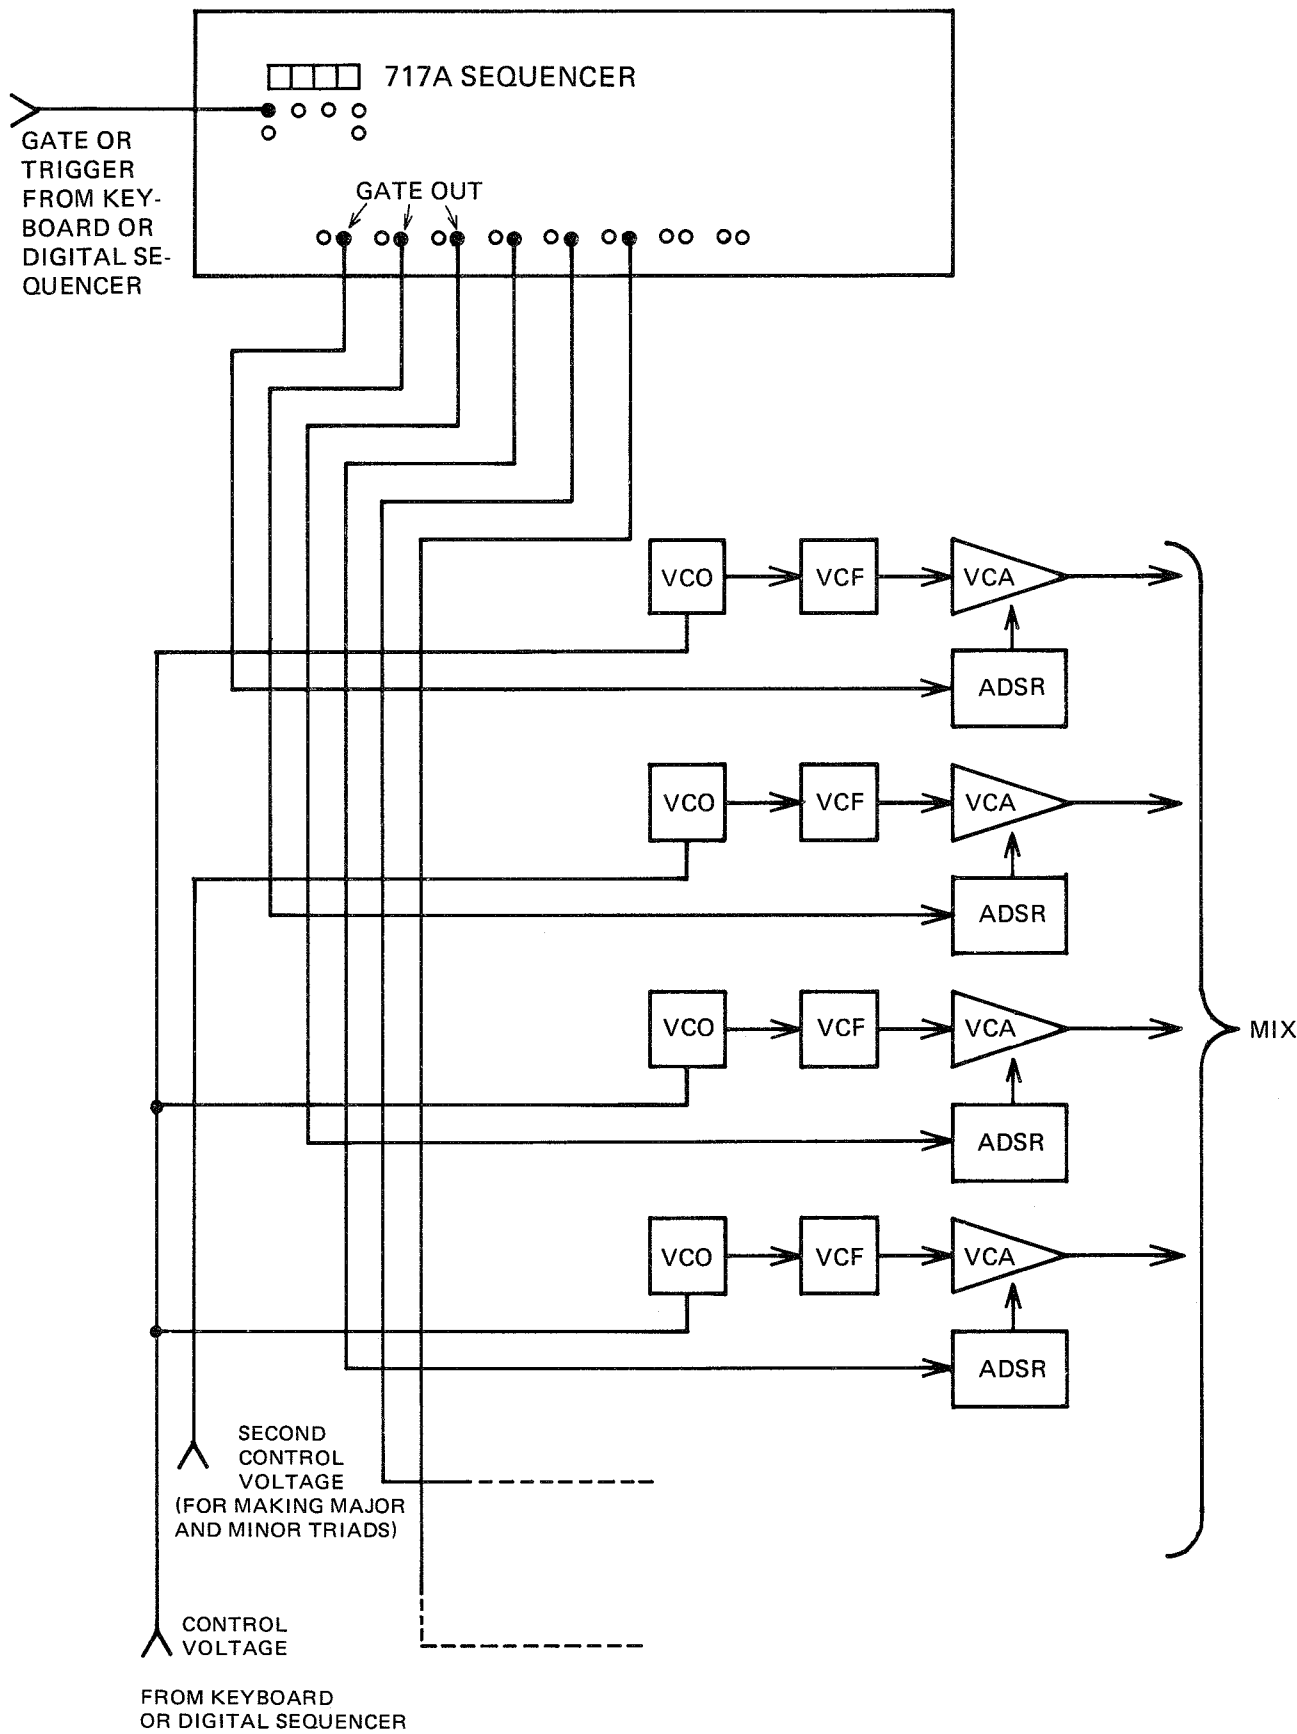 717A SEQUENCER
GATE OR
TRIGGER
FROM KEY-
BOARD OR
DIGITAL SE-
QUENCER
GATE OUT
VCO
VCF
VCA
ADSR
VCO
VCF
VCA
ADSR
VCO
VCF
VCA
MIX
ADSR
VCO
VCF
VCA
ADSR
SECOND
CONTROL
VOLTAGE
(FOR MAKING MAJOR
AND MINOR TRIADS)
CONTROL
VOLTAGE
FROM KEYBOARD
OR DIGITAL SEQUENCER